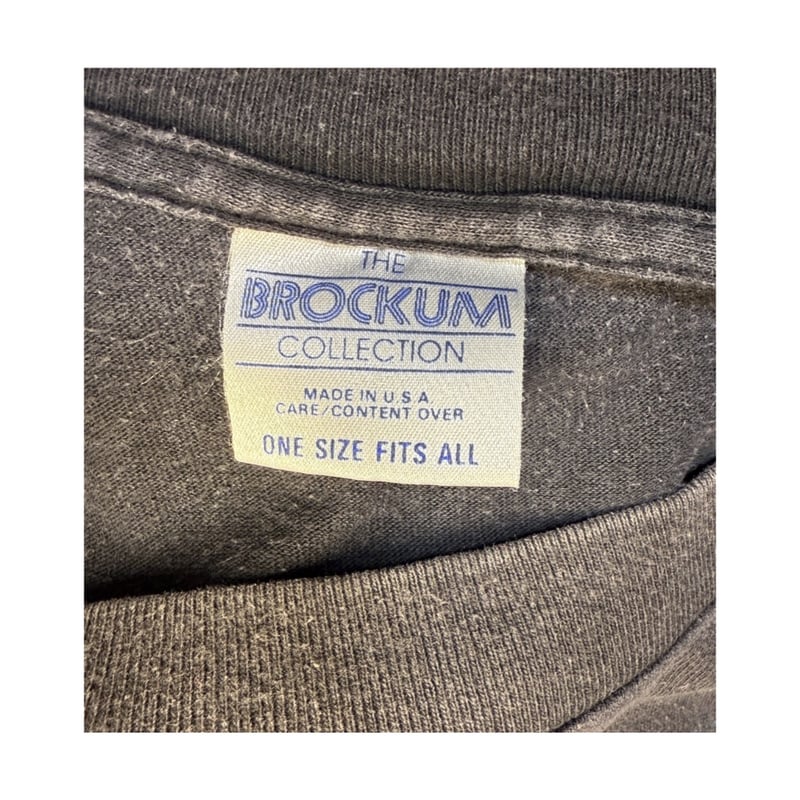 THE
BROCKUM
COLLECTION
MADE IN U.S.A.
CARE/CONTENT OVER
ONE SIZE FITS ALL